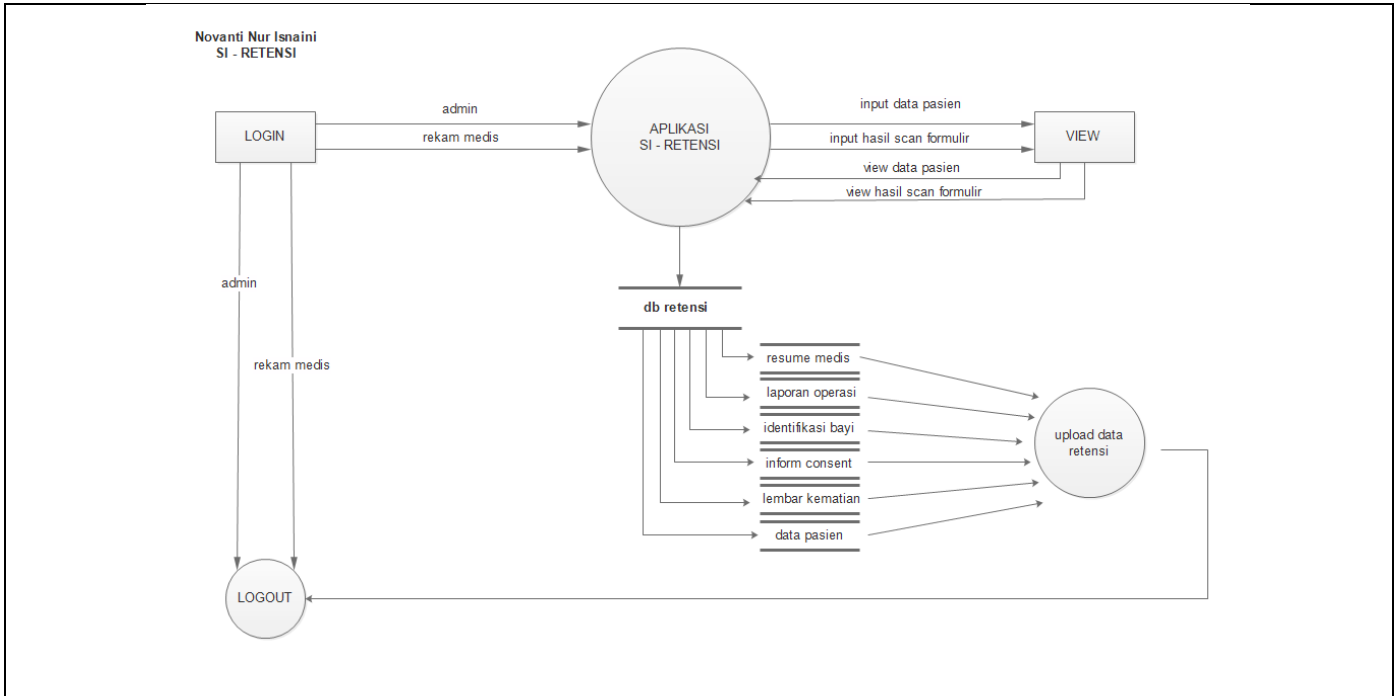 Novanti Nur Isnaini
SI - RETENSI
LOGIN
admin
rekam medis
APLIKASI
SI - RETENSI
input data pasien
input hasil scan formulir
view data pasien
view hasil scan formulir
VIEW
admin
rekam medis
db retensi
resume medis
laporan operasi
identifikasi bayi
inform consent
lembar kematian
data pasien
upload data
retensi
LOGOUT